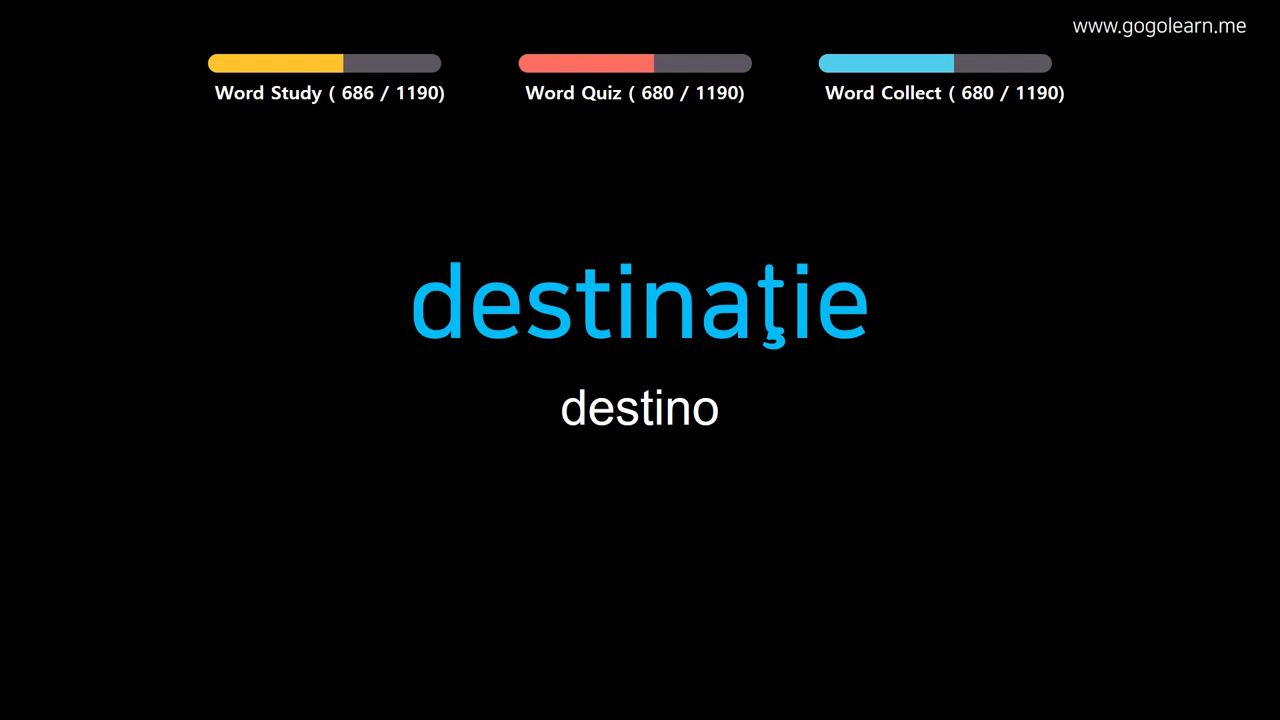 www.gogolearn.me
Word Study ( 686 / 1190)
Word Quiz ( 680 / 1190)
Word Collect ( 680 / 1190)
destinaţie
destino